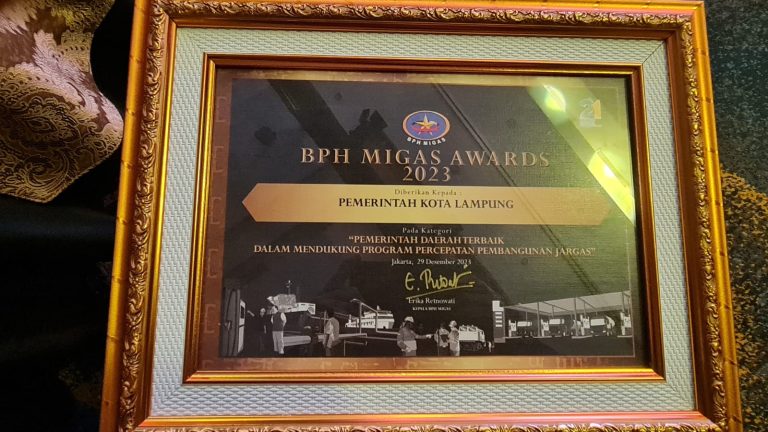 21
BPH MIGAS
BPH MIGAS AWARDS
2023
Diberikan Kepada :
PEMERINTAH KOTA LAMPUNG
Pada Kategori
"PEMERINTAH DAERAH TERBAIK
DALAM MENDUKUNG PROGRAM PERCEPATAN PEMBANGUNAN JARGAS"
Jakarta, 29 Desember 2023
Erika Retnowati
KEPALA BPH MIGAS